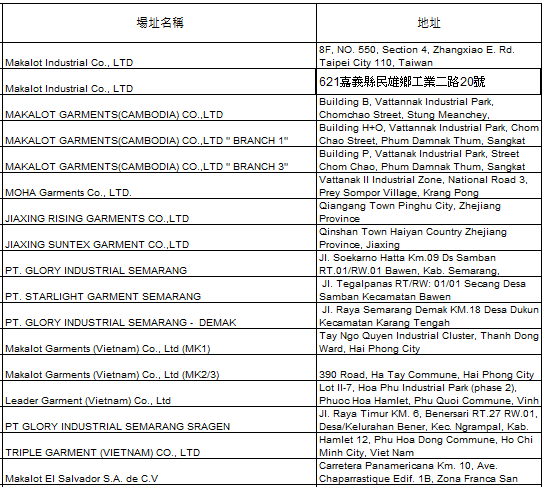 場址名稱
地址
Makalot Industrial Co., LTD
8F, NO. 550, Section 4, Zhangxiao E. Rd.
Taipei City 110, Taiwan
Makalot Industrial Co., LTD
621嘉義縣民雄鄉工業二路20號
MAKALOT GARMENTS(CAMBODIA) CO.,LTD
Building B, Vattannak Industrial Park,
Chomchao Street, Stung Meanchey,
MAKALOT GARMENTS(CAMBODIA) CO.,LTD " BRANCH 1"
Building H+O, Vattannak Industrial Park, Chom
Chao Street, Phum Damnak Thum, Sangkat
MAKALOT GARMENTS(CAMBODIA) CO.,LTD " BRANCH 3"
Building P, Vattanak Industrial Park, Street
Chom Chao, Phum Damnak Thum, Sangkat
MOHA Garments Co., LTD.
Vattanak II Industrial Zone, National Road 3,
Prey Sompor Village, Krang Pong
JIAXING RISING GARMENTS CO.,LTD
Qiangang Town Pinghu City, Zhejiang
Province
JIAXING SUNTEX GARMENT CO.,LTD
Qinshan Town Haiyan Country Zhejiang
Province, Jiaxing
PT. GLORY INDUSTRIAL SEMARANG
Jl. Soekarno Hatta Km.09 Ds Samban
RT.01/RW.01 Bawen, Kab. Semarang,
PT. STARLIGHT GARMENT SEMARANG
Jl. Tegalpanas RT/RW: 01/01 Secang Desa
Samban Kecamatan Bawen
PT. GLORY INDUSTRIAL SEMARANG - DEMAK
Jl. Raya Semarang Demak KM.18 Desa Dukun
Kecamatan Karang Tengah
Makalot Garments (Vietnam) Co., Ltd (MK1)
Tay Ngo Quyen Industrial Cluster, Thanh Dong
Ward, Hai Phong City
Makalot Garments (Vietnam) Co., Ltd (MK2/3)
390 Road, Ha Tay Commune, Hai Phong City
Leader Garment (Vietnam) Co., Ltd
Lot II-7, Hoa Phu Industrial Park (phase 2),
Phuoc Hoa Hamlet, Phu Quoi Commune, Vinh
PT GLORY INDUSTRIAL SEMARANG SRAGEN
Jl. Raya Timur KM. 6, Benersari RT.27 RW.01,
Desa/Kelurahan Bener, Kec. Ngrampal, Kab.
TRIPLE GARMENT (VIETNAM) CO., LTD
Hamlet 12, Phu Hoa Dong Commune, Ho Chi
Minh City, Viet Nam
Makalot El Salvador S.A. de C.V
Carretera Panamericana Km. 10, Ave.
Chaparrastique Edif. 1B, Zona Franca San